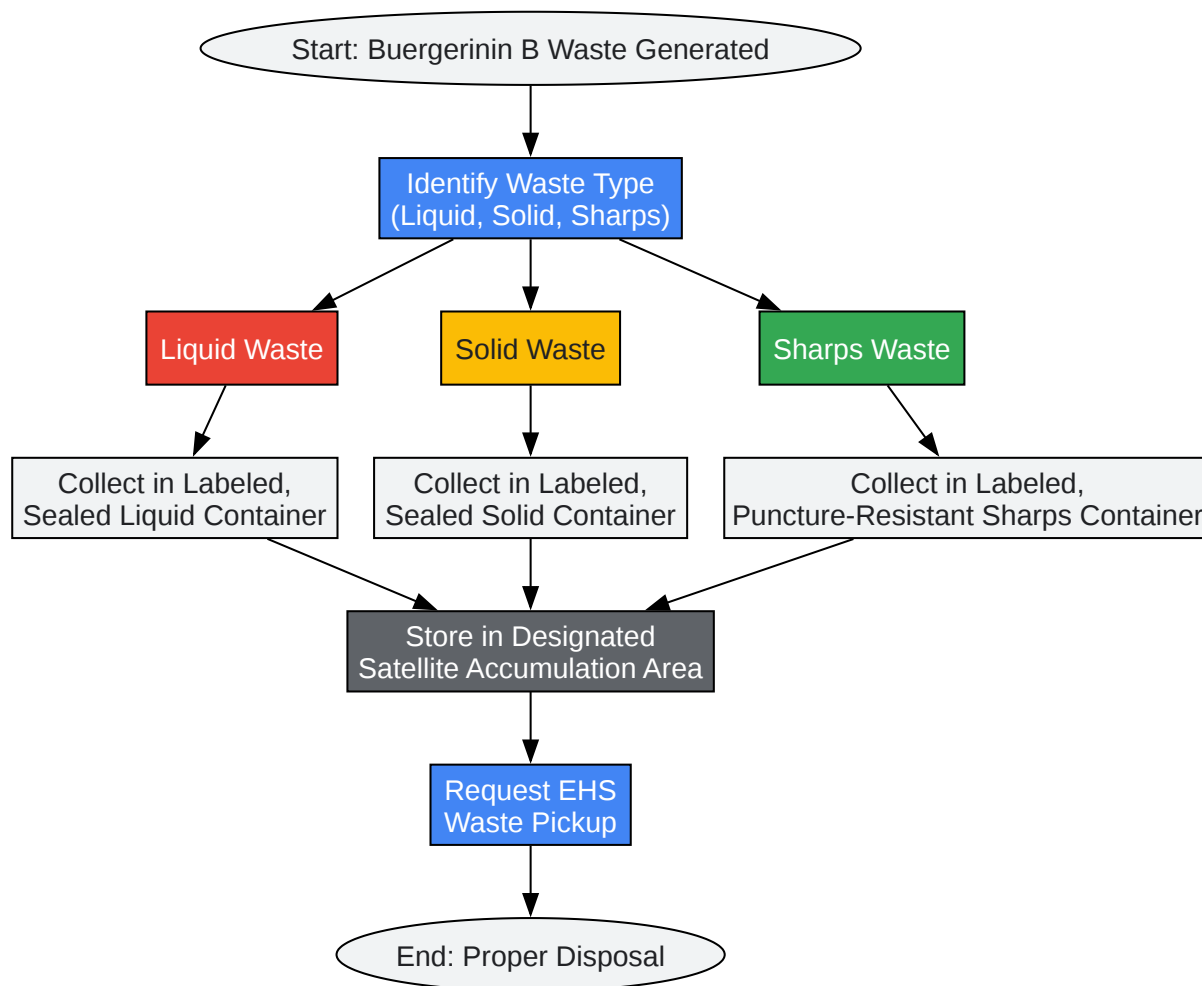 Start: Buergerinin B Waste Generated
Identify Waste Type
(Liquid, Solid, Sharps)
Liquid Waste
Solid Waste
Sharps Waste
Collect in Labeled,
Sealed Liquid Container
Collect in Labeled,
Sealed Solid Container
Collect in Labeled,
Puncture-Resistant Sharps Container
Store in Designated
Satellite Accumulation Area
Request EHS
Waste Pickup
End: Proper Disposal